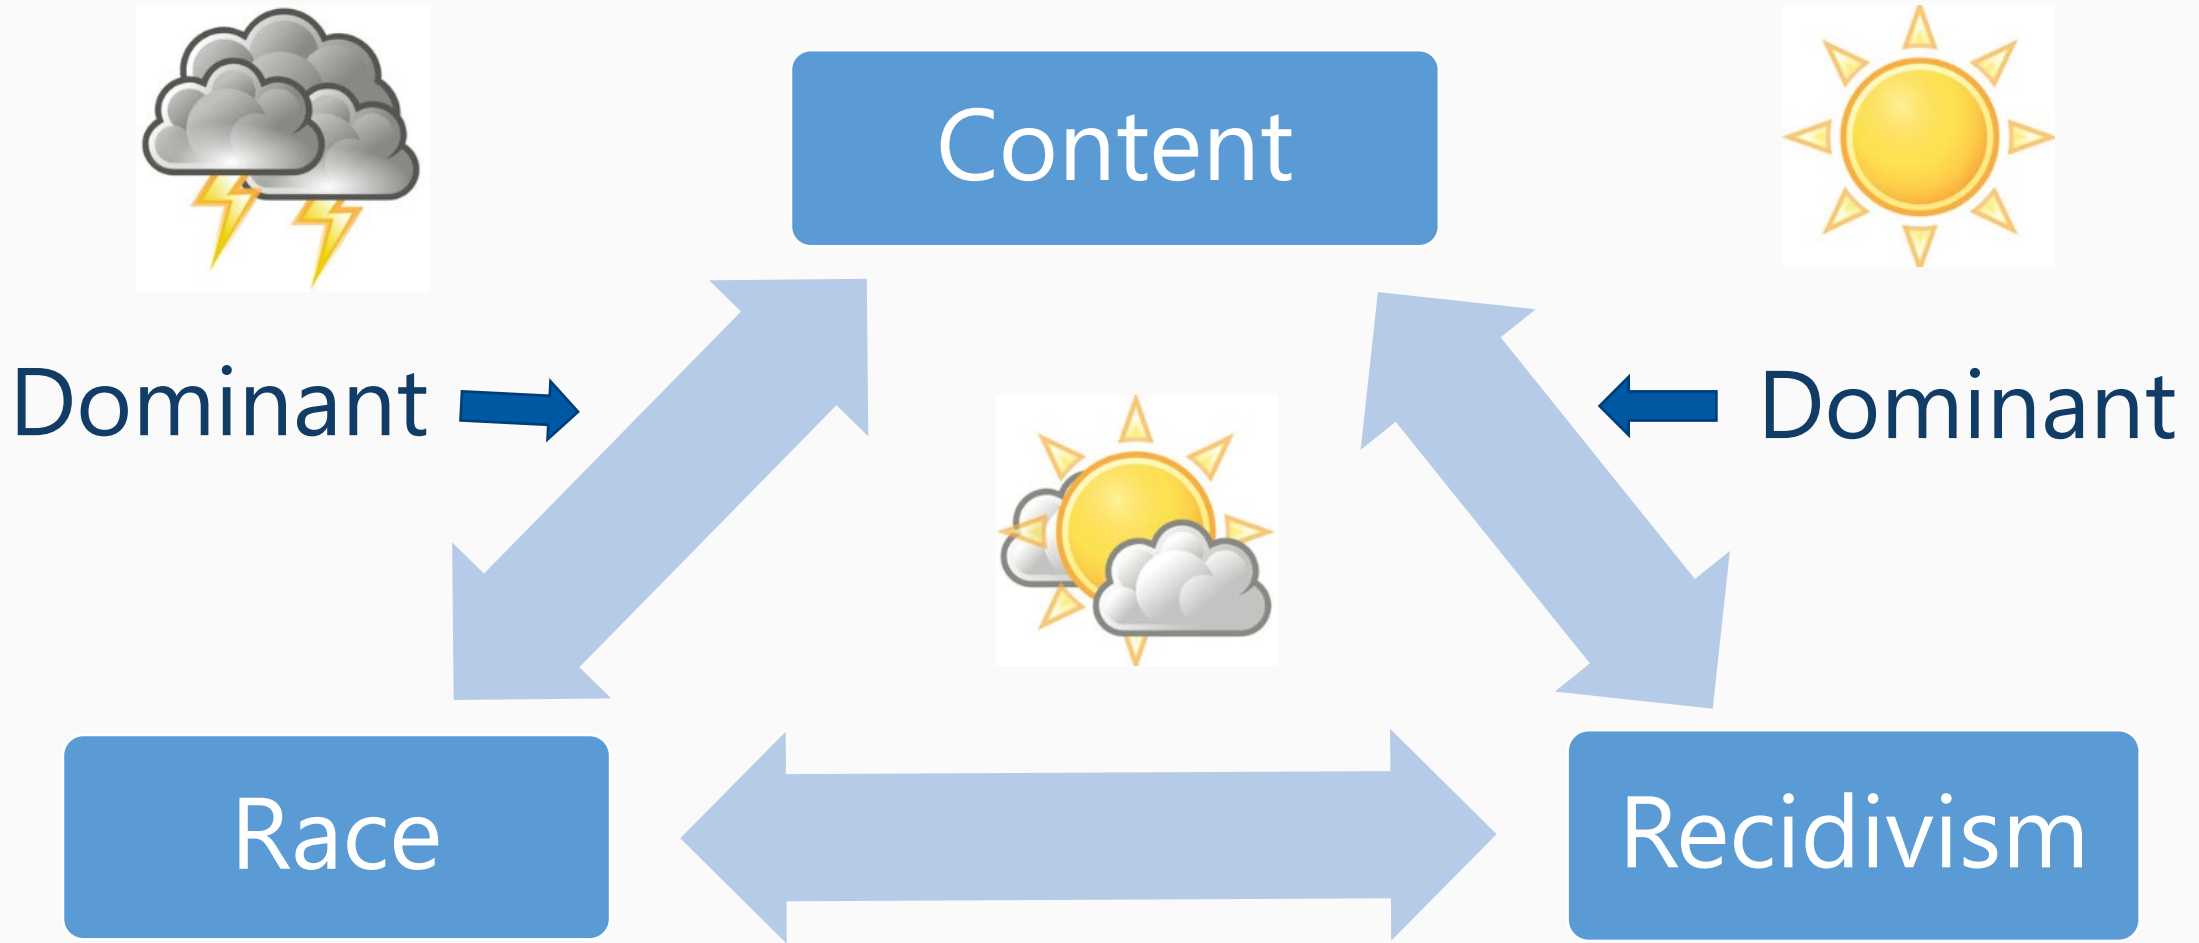 Content
Dominant
Dominant
Race
Recidivism